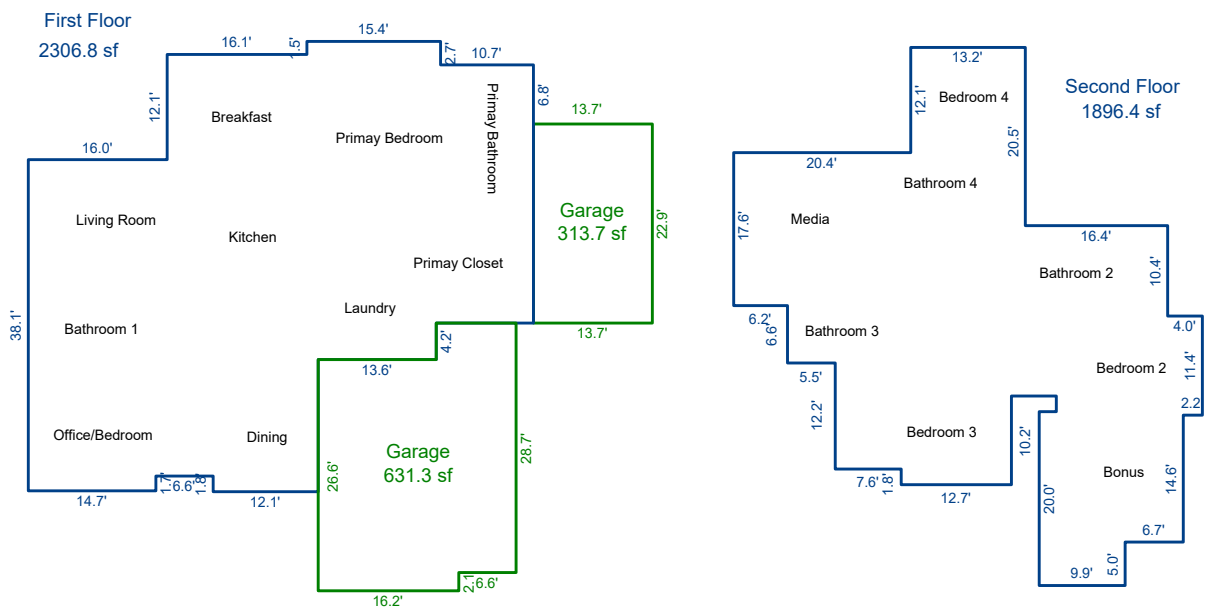 First Floor
2306.8 sf
16.1'
.5'
15.4'
2.7'
10.7'
12.1'
6.8'
Breakfast
Primay Bedroom
Primay Bathroom
13.7'
16.0'
Living Room
Kitchen
Garage
313.7 sf
22.9'
Primay Closet
Laundry
38.1'
Bathroom 1
4.2'
13.7'
13.6'
Office/Bedroom
Dining
Garage
631.3 sf
26.6'
28.7'
14.7'
1.7'
6.6'
1.8'
12.1'
16.2'
2.1
6.6'
13.2'
Second Floor
1896.4 sf
12.1'
Bedroom 4
20.5'
20.4'
Bathroom 4
17.6'
Media
16.4'
Bathroom 2
10.4'
6.2'
6.6'
Bathroom 3
4.0'
5.5'
Bedroom 2
11.4'
12.2'
Bedroom 3
10.2'
2.2
7.6'
1.8'
12.7'
20.0'
Bonus
14.6'
6.7'
9.9'
5.0'